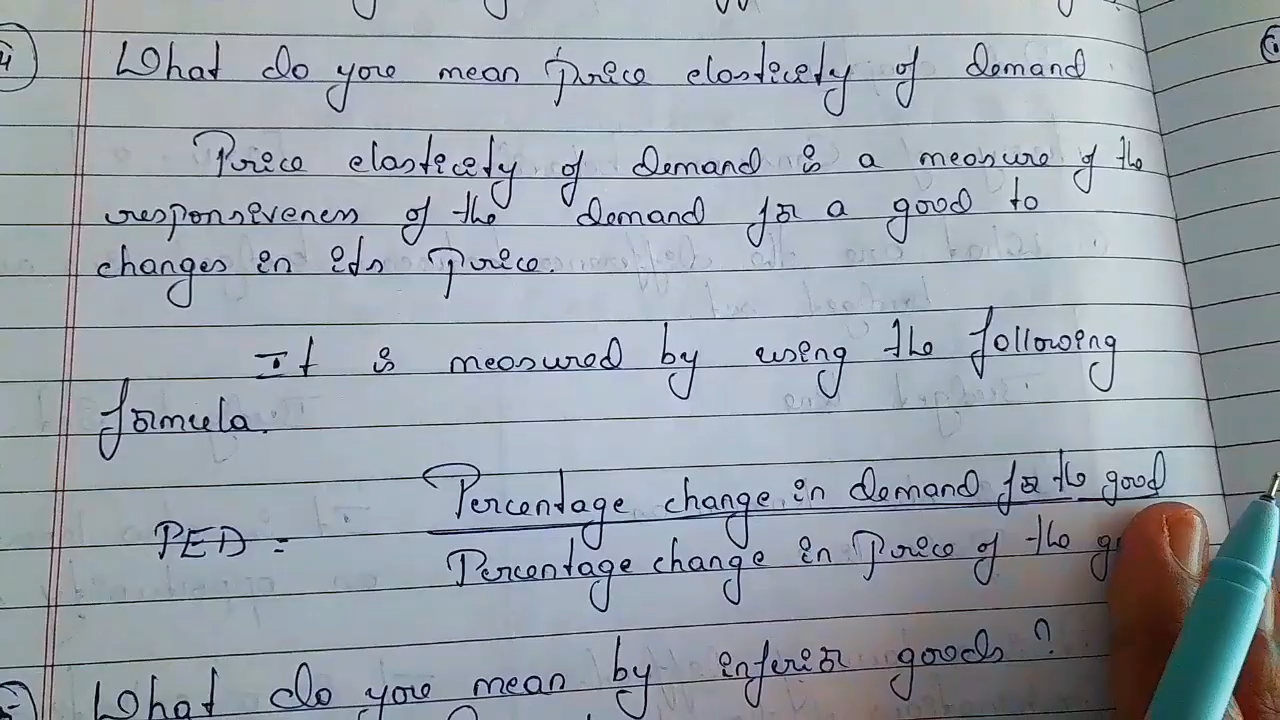 4
What do you mean price elasticity of demand
Price elasticity of demand is a measure of the
responsiveness of the demand for a good to
changes in its price.
It is measured by using the following
formula.
Percentage change in demand for the good
PED =
Percentage change in price of the
What do you mean by inferior goods?